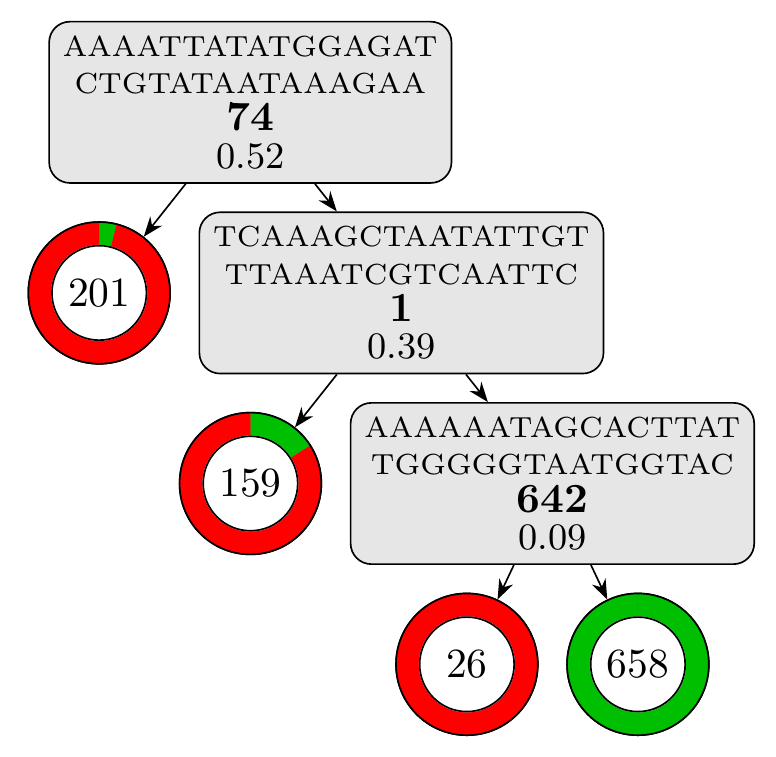 AAAATTATATGGAGAT
CTGTATAATAAAGAA
74
0.52
201
TCAAAGCTAATATTGT
TTAAATCGTCAATTC
1
0.39
159
AAAAAATAGCACTTAT
TGGGGGTAATGGTAC
642
0.09
26
658